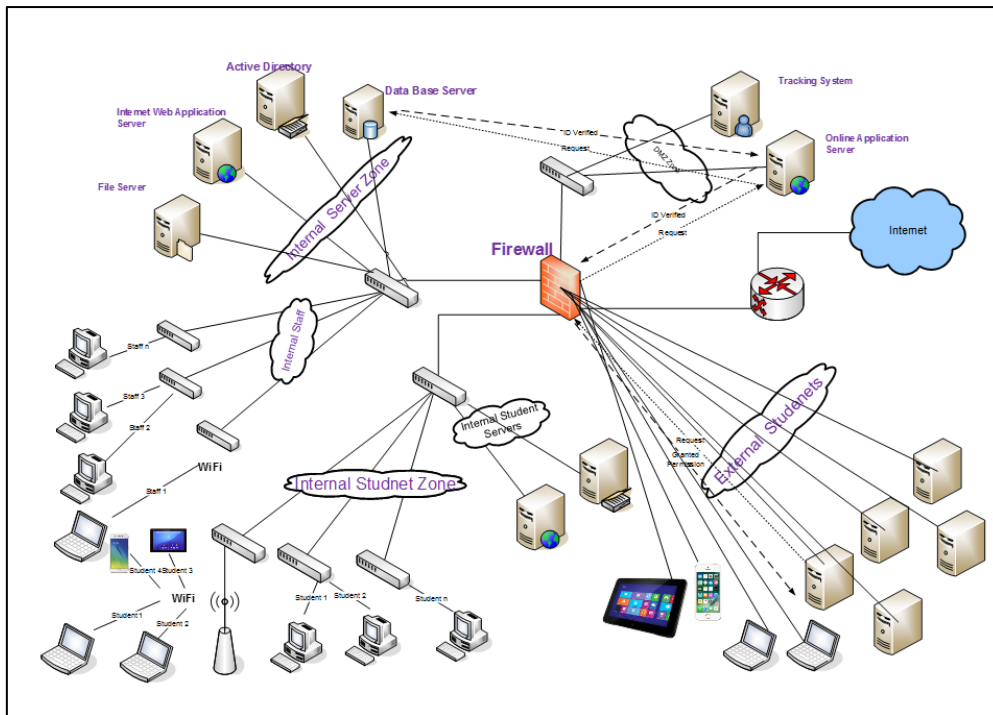 Active Directory
Data Base Server
Tracking System
Internet Web Application
Server
Online Application
Server
File Server
ID Verified
Request
DMZ Zone
Internal Server Zone
ID Verified
Request
Firewall
Internet
Internal Staff
Staff n
Staff 3
Staff 2
WiFi
Staff 1
Internal Student
Servers
Internal Studnet Zone
External Studenets
Request
Granted
Permission
Student 4
Student 3
WiFi
Student 1
Student 2
Student 1
Student 2
Student n